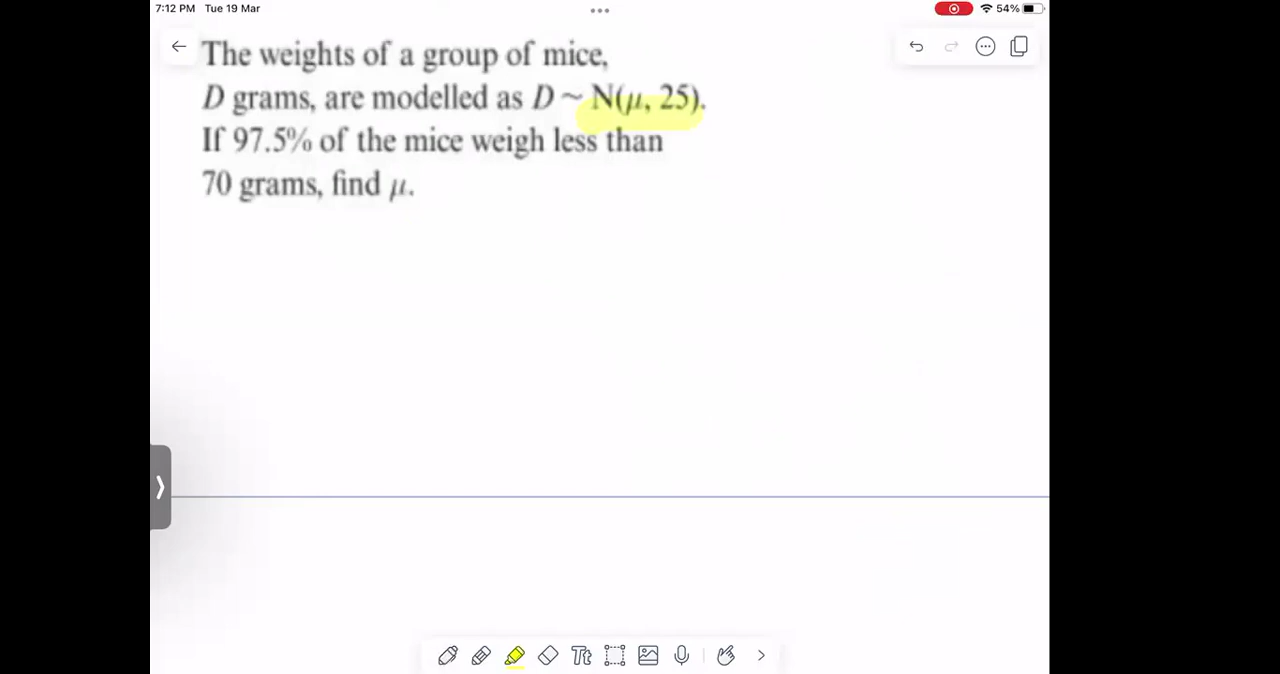 7:12 PM Tue 19 Mar
54%
The weights of a group of mice,
D grams, are modelled as D ~ N(μ, 25).
If 97.5% of the mice weigh less than
70 grams, find μ.
Tt